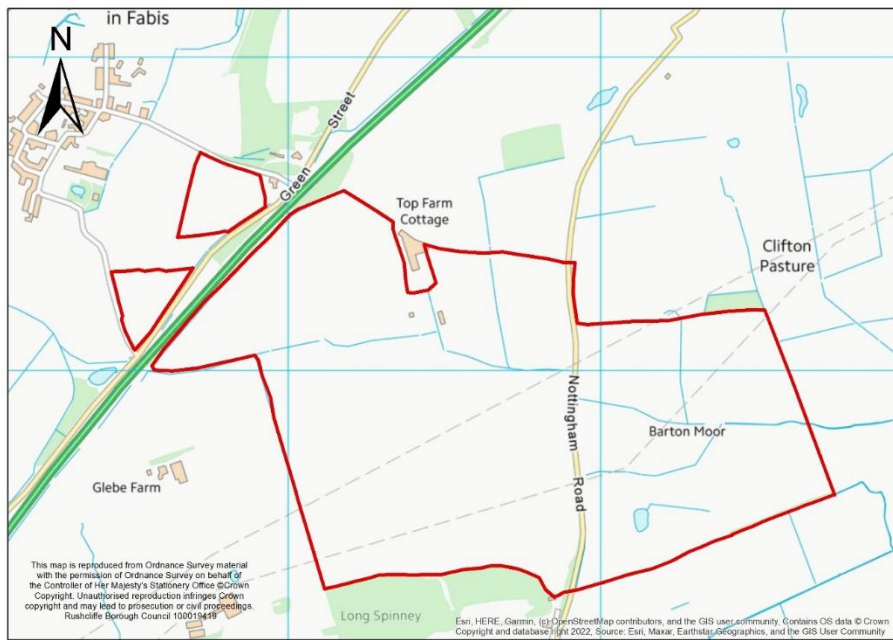 in Fabis
N
Street
Green
Top Farm
Cottage
Clifton
Pasture
Nottingham
Road
Barton Moor
Glebe Farm
Long Spinney
This map is reproduced from Ordnance Survey material
with the permission of Ordnance Survey on behalf of
the Controller of Her Majesty's Stationery Office ©Crown
Copyright. Unauthorised reproduction infringes Crown
copyright and may lead to prosecution or civil proceedings.
Rushcliffe Borough Council 100019419
Esri, HERE, Garmin, (c) OpenStreetMap contributors, and the GIS user community, Contains OS data © Crown
Copyright and database right 2022, Source: Esri, Maxar, Earthstar Geographics, and the GIS User Community